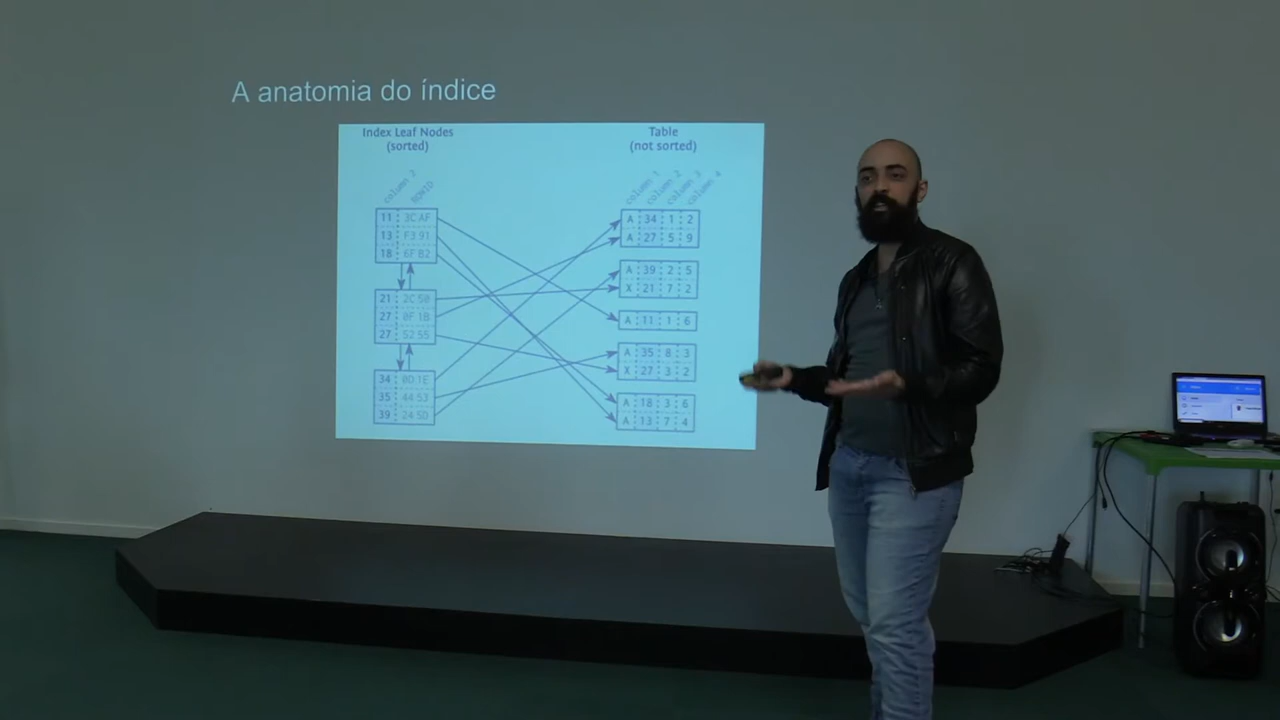 A anatomia do índice
Index Leaf Nodes
(sorted)
Table
(not sorted)
column 2
ROWID
column 1
column 2
column 3
column 4
11 3C AF
13 F3 91
18 6F B2
21 2C 50
27 0F 1B
27 52 55
34 0D 1E
35 44 53
39 24 5D
A 34 1 2
A 27 5 9
A 39 2 5
X 21 7 2
A 11 1 6
A 35 8 3
X 27 3 2
A 18 3 6
A 13 7 4